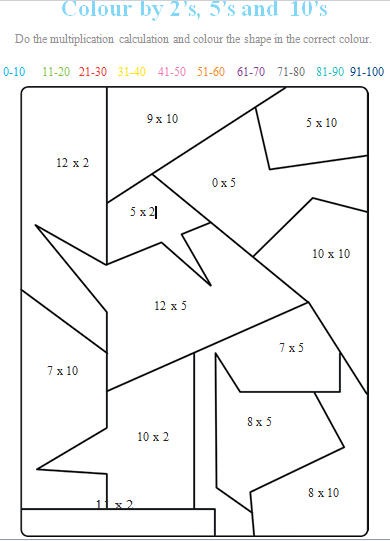 Colour by 2's, 5's and 10's
Do the multiplication calculation and colour the shape in the correct colour.
0-10 11-20 21-30 31-40 41-50 51-60 61-70 71-80 81-90 91-100
9 x 10
5 x 10
12 x 2
0 x 5
5 x 2
10 x 10
12 x 5
7 x 5
7 x 10
8 x 5
10 x 2
8 x 10
11 x 2